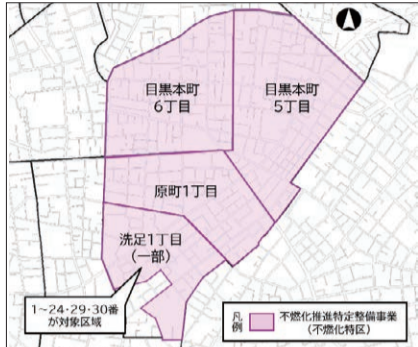 目黒本町
6丁目
目黒本町
5丁目
原町1丁目
洗足1丁目
(一部)
1～24・29・30番
が対象区域
凡例
不燃化推進特定整備事業
(不燃化特区)